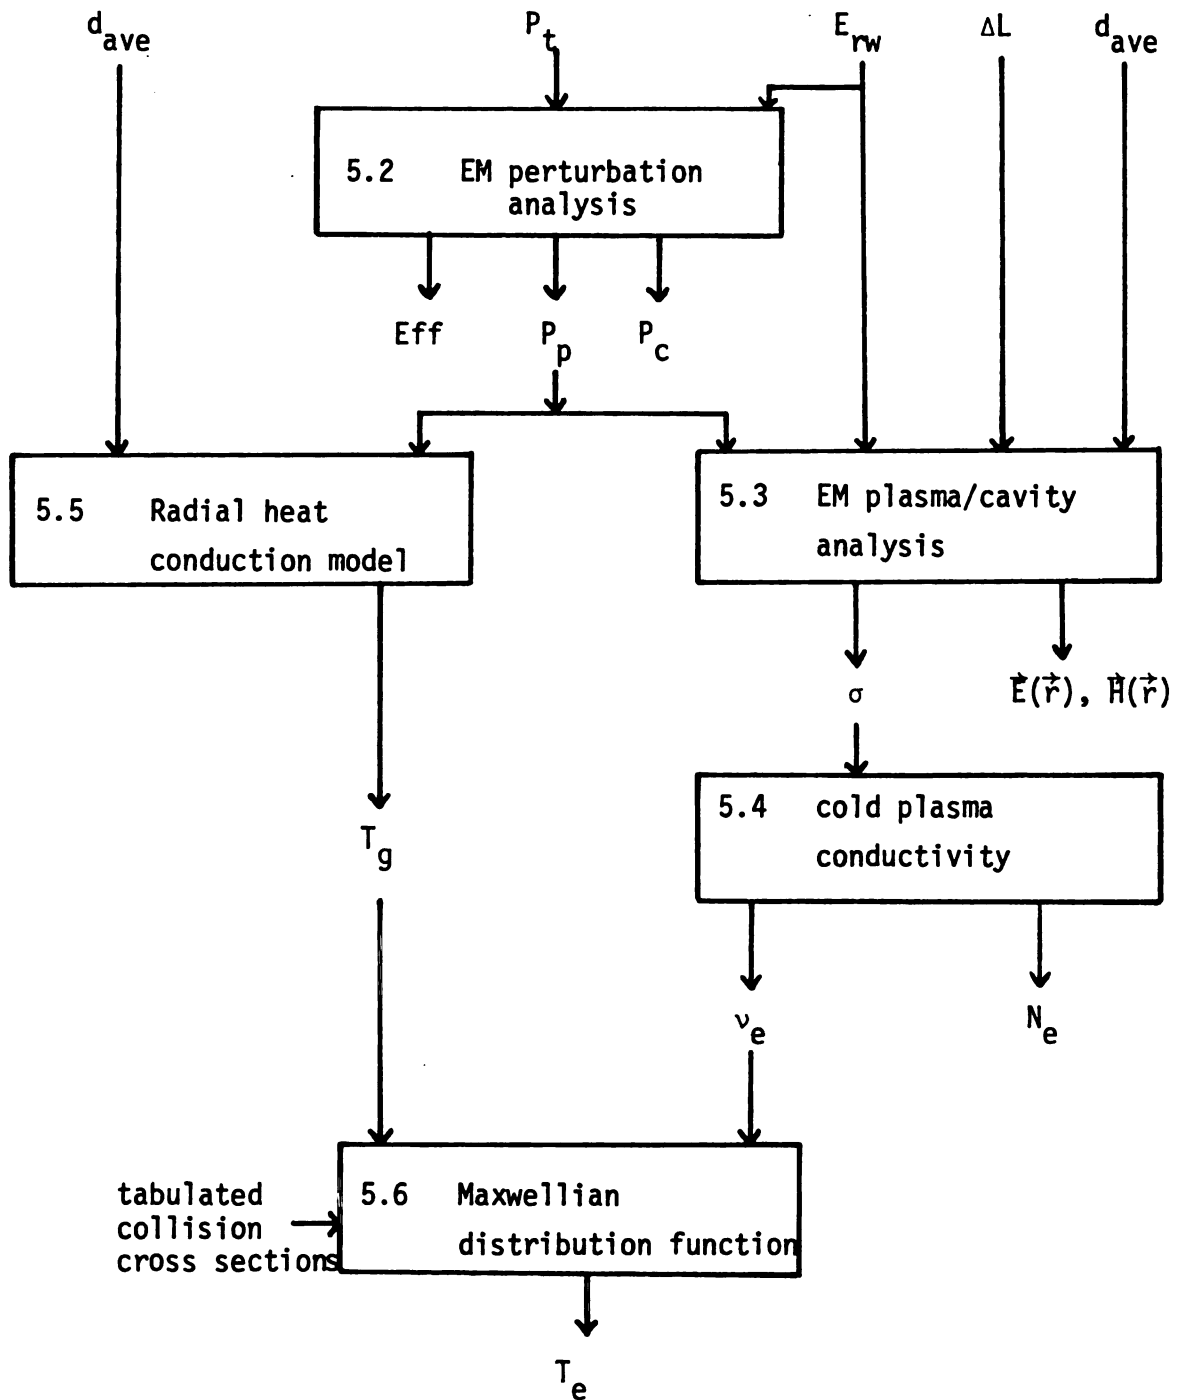 d_ave P_t E_rw ΔL d_ave
5.2 EM perturbation
analysis
Eff P_p P_c
5.5 Radial heat
conduction model
5.3 EM plasma/cavity
analysis
σ E⃗(r⃗), H⃗(r⃗)
5.4 cold plasma
conductivity
T_g
ν_e N_e
tabulated
collision
cross sections
5.6 Maxwellian
distribution function
T_e